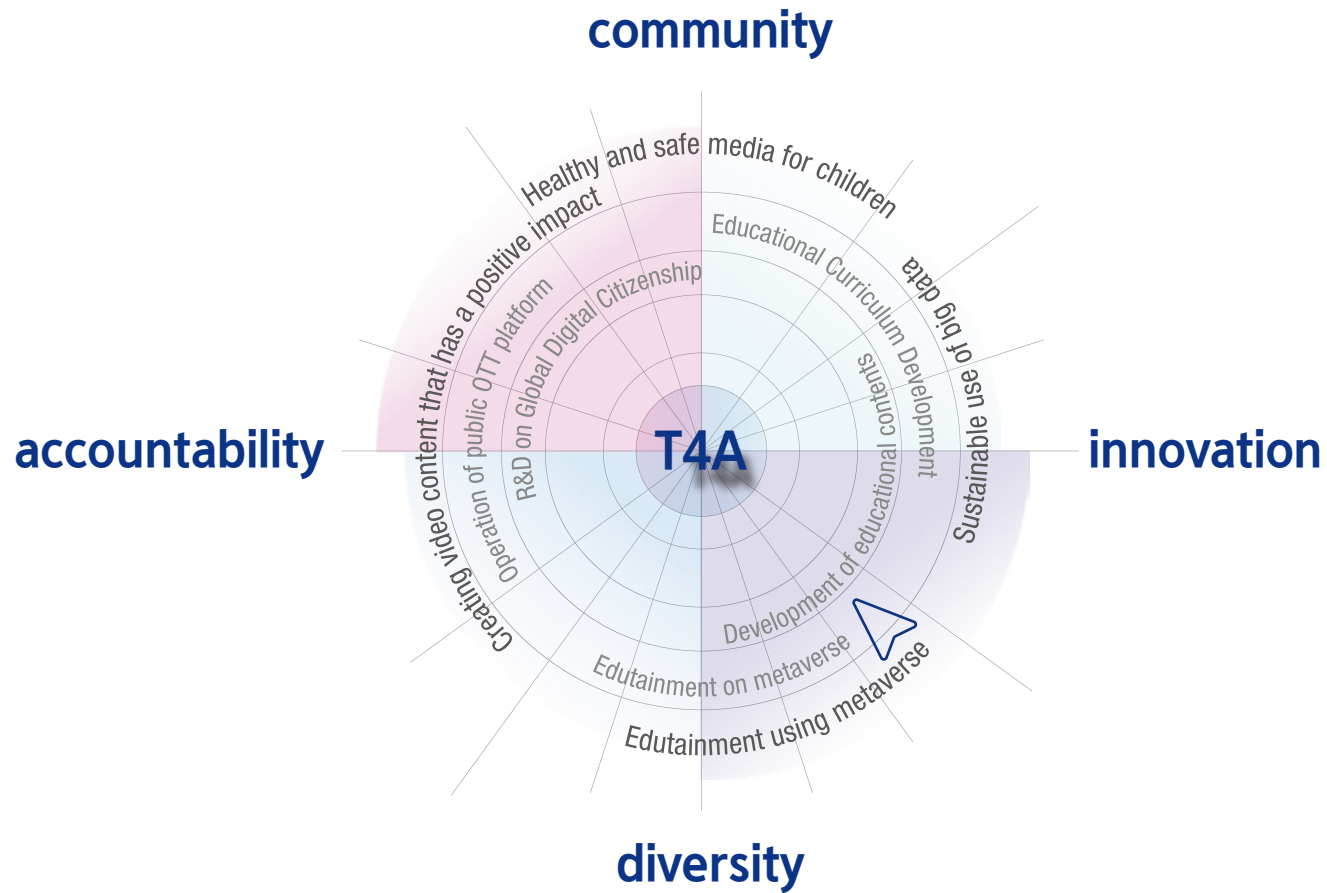 community
Healthy and safe media for children
Creating video content that has a positive impact
Educational Curriculum Development
Sustainable use of big data
Operation of public OTT platform
R&D on Global Digital Citizenship
Development of educational contents
accountability
T4A
innovation
Edutainment on metaverse
Edutainment using metaverse
diversity